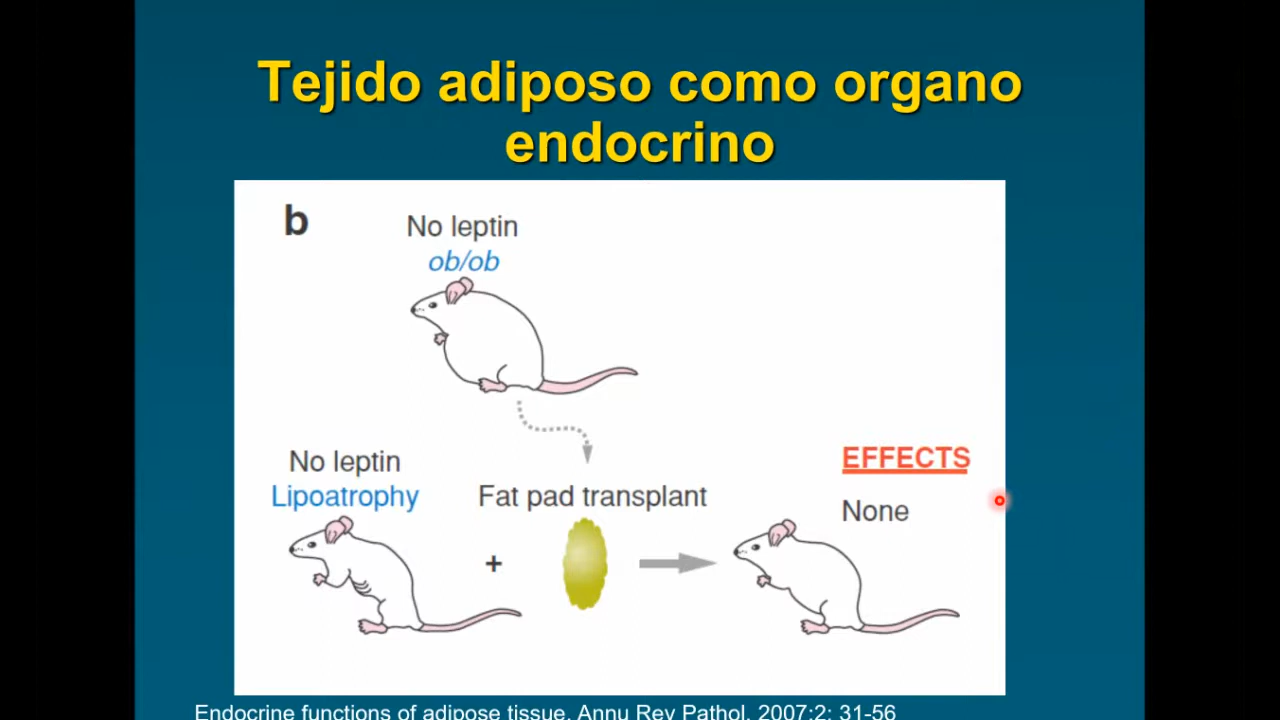 Tejido adiposo como organo
endocrino
b
No leptin
ob/ob
No leptin
Lipoatrophy
+
Fat pad transplant
EFFECTS
None
Endocrine functions of adipose tissue. Annu Rev Pathol. 2007;2: 31-56